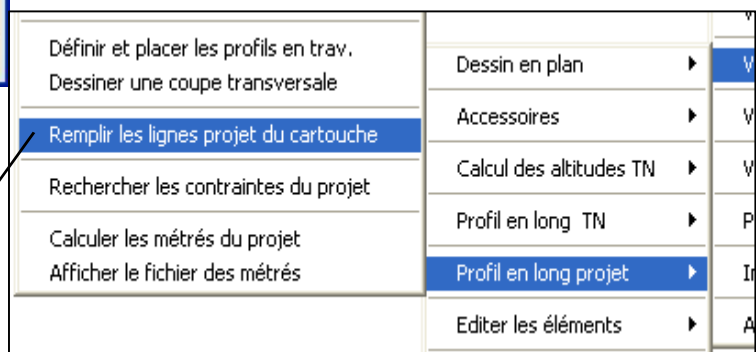 Définir et placer les profils en trav.
Dessiner une coupe transversale
Remplir les lignes projet du cartouche
Rechercher les contraintes du projet
Calculer les métrés du projet
Afficher le fichier des métrés
Dessin en plan
Accessoires
Calcul des altitudes TN
Profil en long TN
Profil en long projet
Editer les éléments
V
V
V
P
A